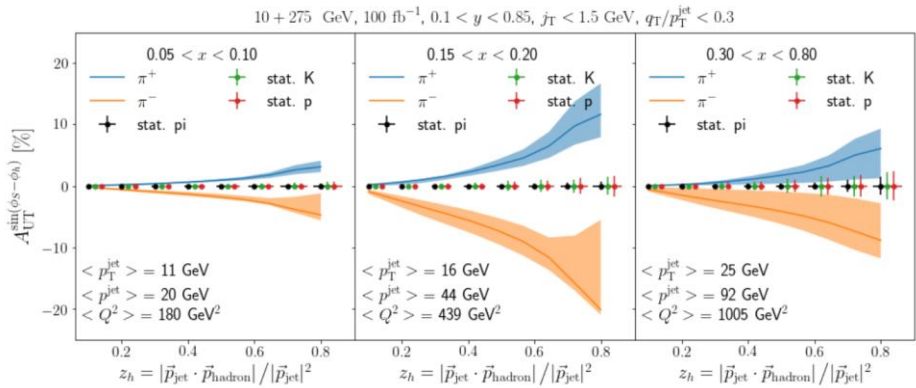 10 + 275 GeV, 100 fb⁻¹, 0.1 < y < 0.85, j_T < 1.5 GeV, q_T/p_T^jet < 0.3
A_UT^sin(φ_S−φ_h) [%]
20
10
0
−10
−20
0.05 < x < 0.10
π⁺
π⁻
stat. pi
stat. K
stat. p
< p_T^jet > = 11 GeV
< p^jet > = 20 GeV
< Q² > = 180 GeV²
0.2 0.4 0.6 0.8
z_h = |p⃗_jet · p⃗_hadron| / |p⃗_jet|²
0.15 < x < 0.20
π⁺
π⁻
stat. pi
stat. K
stat. p
< p_T^jet > = 16 GeV
< p^jet > = 44 GeV
< Q² > = 439 GeV²
0.2 0.4 0.6 0.8
z_h = |p⃗_jet · p⃗_hadron| / |p⃗_jet|²
0.30 < x < 0.80
π⁺
π⁻
stat. pi
stat. K
stat. p
< p_T^jet > = 25 GeV
< p^jet > = 92 GeV
< Q² > = 1005 GeV²
0.2 0.4 0.6 0.8
z_h = |p⃗_jet · p⃗_hadron| / |p⃗_jet|²